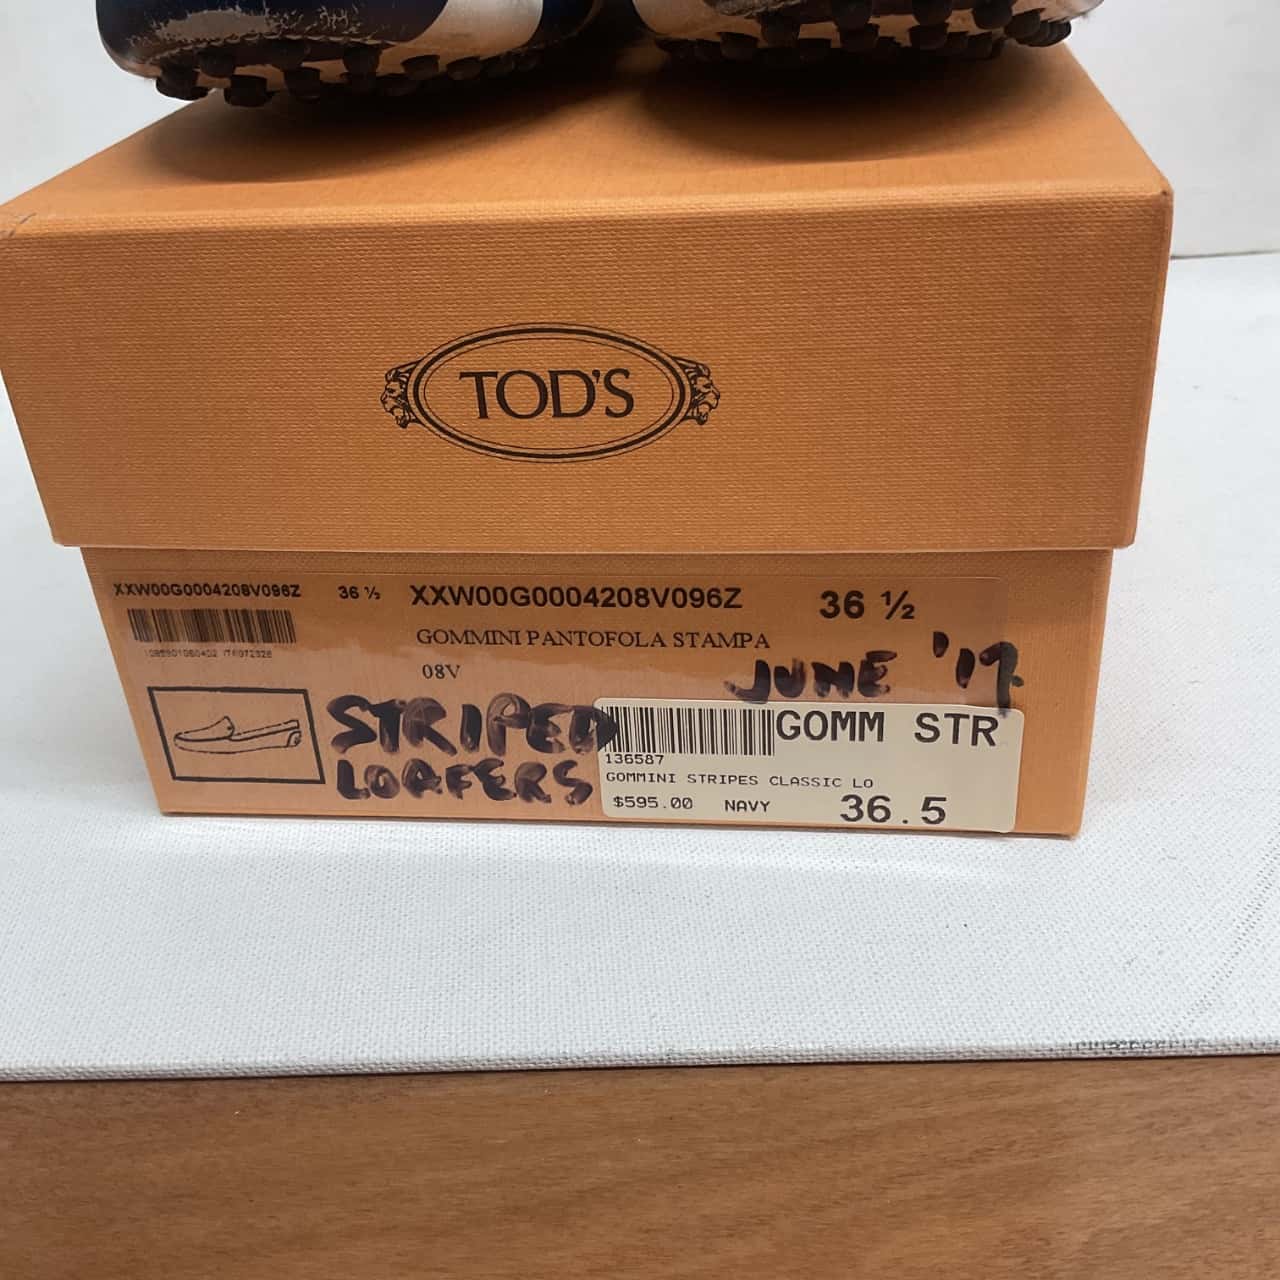 TOD'S
XXW00G0004208V096Z 36 ½ XXW00G0004208V096Z 36 ½
GOMMINI PANTOFOLA STAMPA
08V
JUNE '17
STRIPED
LOAFERS
GOMM STR
136587
GOMMINI STRIPES CLASSIC LO
$595.00 NAVY 36.5